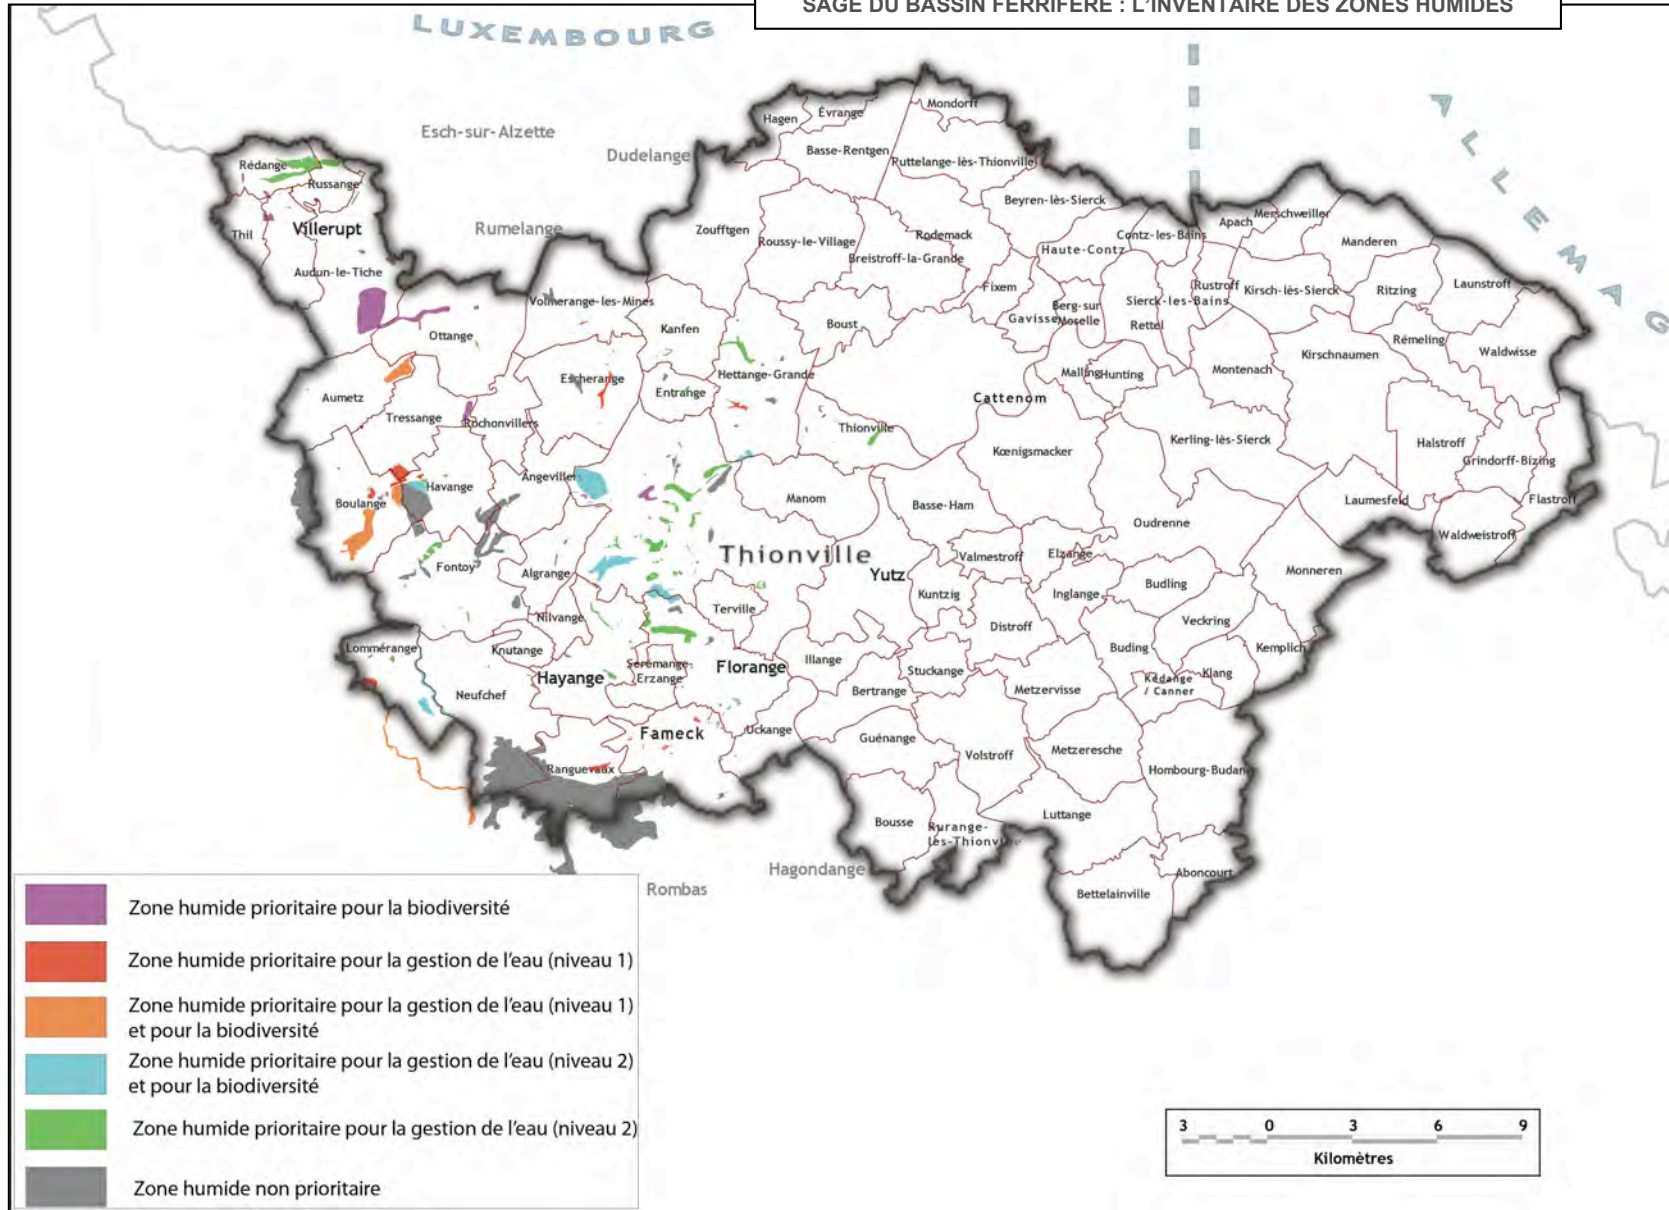 SAGE DU BASSIN FERRIFERE : L'INVENTAIRE DES ZONES HUMIDES
LUXEMBOURG
ALLEMAG
Esch-sur-Alzette
Dudelange
Rumelange
Hagen
Évrange
Mondorff
Basse-Rentgen
Puttelange-lès-Thionville
Rédange
Russange
Beyren-lès-Sierck
Thil
Villerupt
Zoufftgen
Roussy-le-Village
Rodemack
Breistroff-la-Grande
Haute-Contz
Contz-les-Bains
Apach
Merschweiller
Manderen
Audun-le-Tiche
Volmerange-les-Mines
Fixem
Gavisse
Berg-sur
Moselle
Sierck-les-Bains
Rustroff
Kirsch-lès-Sierck
Ritzing
Launstroff
Ottange
Kanfen
Boust
Rettel
Rémeling
Waldwisse
Kirschnaumen
Aumetz
Escherange
Entrange
Hettange-Grande
Malling
Hunting
Montenach
Cattenom
Tressange
Rochonvillers
Thionville
Kœnigsmacker
Kerling-lès-Sierck
Halstroff
Grindorff-Bizing
Boulange
Havange
Angevillers
Manom
Basse-Ham
Oudrenne
Laumesfeld
Flastroff
Waldweistroff
Fontoy
Algrange
Thionville
Yutz
Valmestroff
Elzange
Monneren
Nilvange
Terville
Kuntzig
Inglange
Budling
Distroff
Veckring
Lommérange
Knutange
Hayange
Serémange-
Erzange
Florange
Illange
Stuckange
Buding
Kemplich
Neufchef
Bertrange
Metzervisse
Kédange
/ Canner
Klang
Fameck
Uckange
Guénange
Volstroff
Metzeresche
Hombourg-Budan
Ranguevaux
Bousse
Rurange-
lès-Thionville
Luttange
Hagondange
Rombas
Bettelainville
Aboncourt
Zone humide prioritaire pour la biodiversité
Zone humide prioritaire pour la gestion de l'eau (niveau 1)
Zone humide prioritaire pour la gestion de l'eau (niveau 1)
et pour la biodiversité
Zone humide prioritaire pour la gestion de l'eau (niveau 2)
et pour la biodiversité
Zone humide prioritaire pour la gestion de l'eau (niveau 2)
Zone humide non prioritaire
3 0 3 6 9
Kilomètres